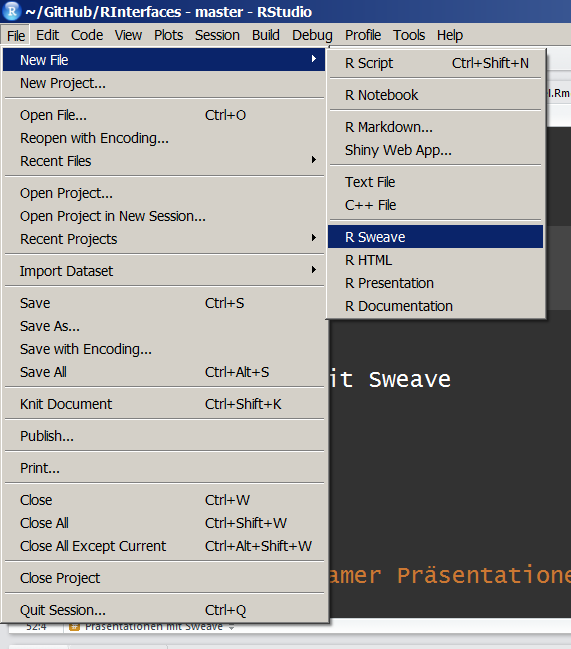 ~/GitHub/RInterfaces - master - RStudio
File Edit Code View Plots Session Build Debug Profile Tools Help
New File
New Project...
Open File... Ctrl+O
Reopen with Encoding...
Recent Files
Open Project...
Open Project in New Session...
Recent Projects
Import Dataset
Save Ctrl+S
Save As...
Save with Encoding...
Save All Ctrl+Alt+S
Knit Document Ctrl+Shift+K
Publish...
Print...
Close Ctrl+W
Close All Ctrl+Shift+W
Close All Except Current Ctrl+Alt+Shift+W
Close Project
Quit Session... Ctrl+Q
R Script Ctrl+Shift+N
R Notebook
R Markdown...
Shiny Web App...
Text File
C++ File
R Sweave
R HTML
R Presentation
R Documentation
l.Rm
it Sweave
amer Präsentatione
52:4 Präsentationen mit Sweave